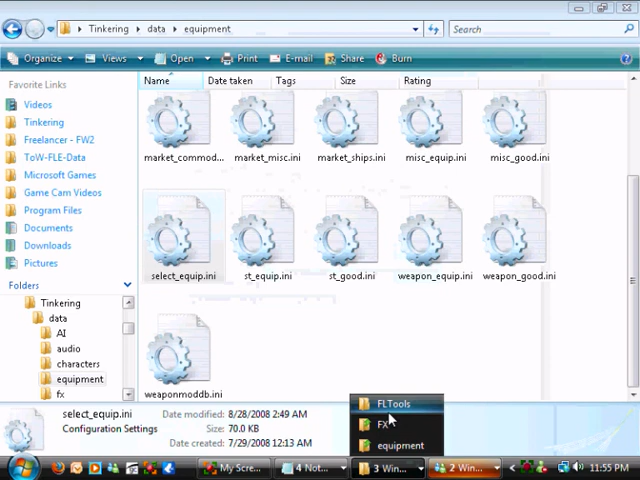 Tinkering ▸ data ▸ equipment
Search
Organize Views Open Print E-mail Share Burn
Favorite Links
Videos
Tinkering
Freelancer - FW2
ToW-FLE-Data
Microsoft Games
Game Cam Videos
Program Files
Documents
Downloads
Pictures
Folders
Tinkering
data
AI
audio
characters
equipment
fx
Name Date taken Tags Size Rating
market_commod... market_misc.ini market_ships.ini misc_equip.ini misc_good.ini
select_equip.ini st_equip.ini st_good.ini weapon_equip.ini weapon_good.ini
weaponmoddb.ini
select_equip.ini Date modified: 8/28/2008 2:49 AM
Configuration Settings Size: 70.0 KB
Date created: 7/29/2008 12:13 AM
FLTools
FX
equipment
My Scre... 4 Not... 3 Win... 2 Win... 11:55 PM